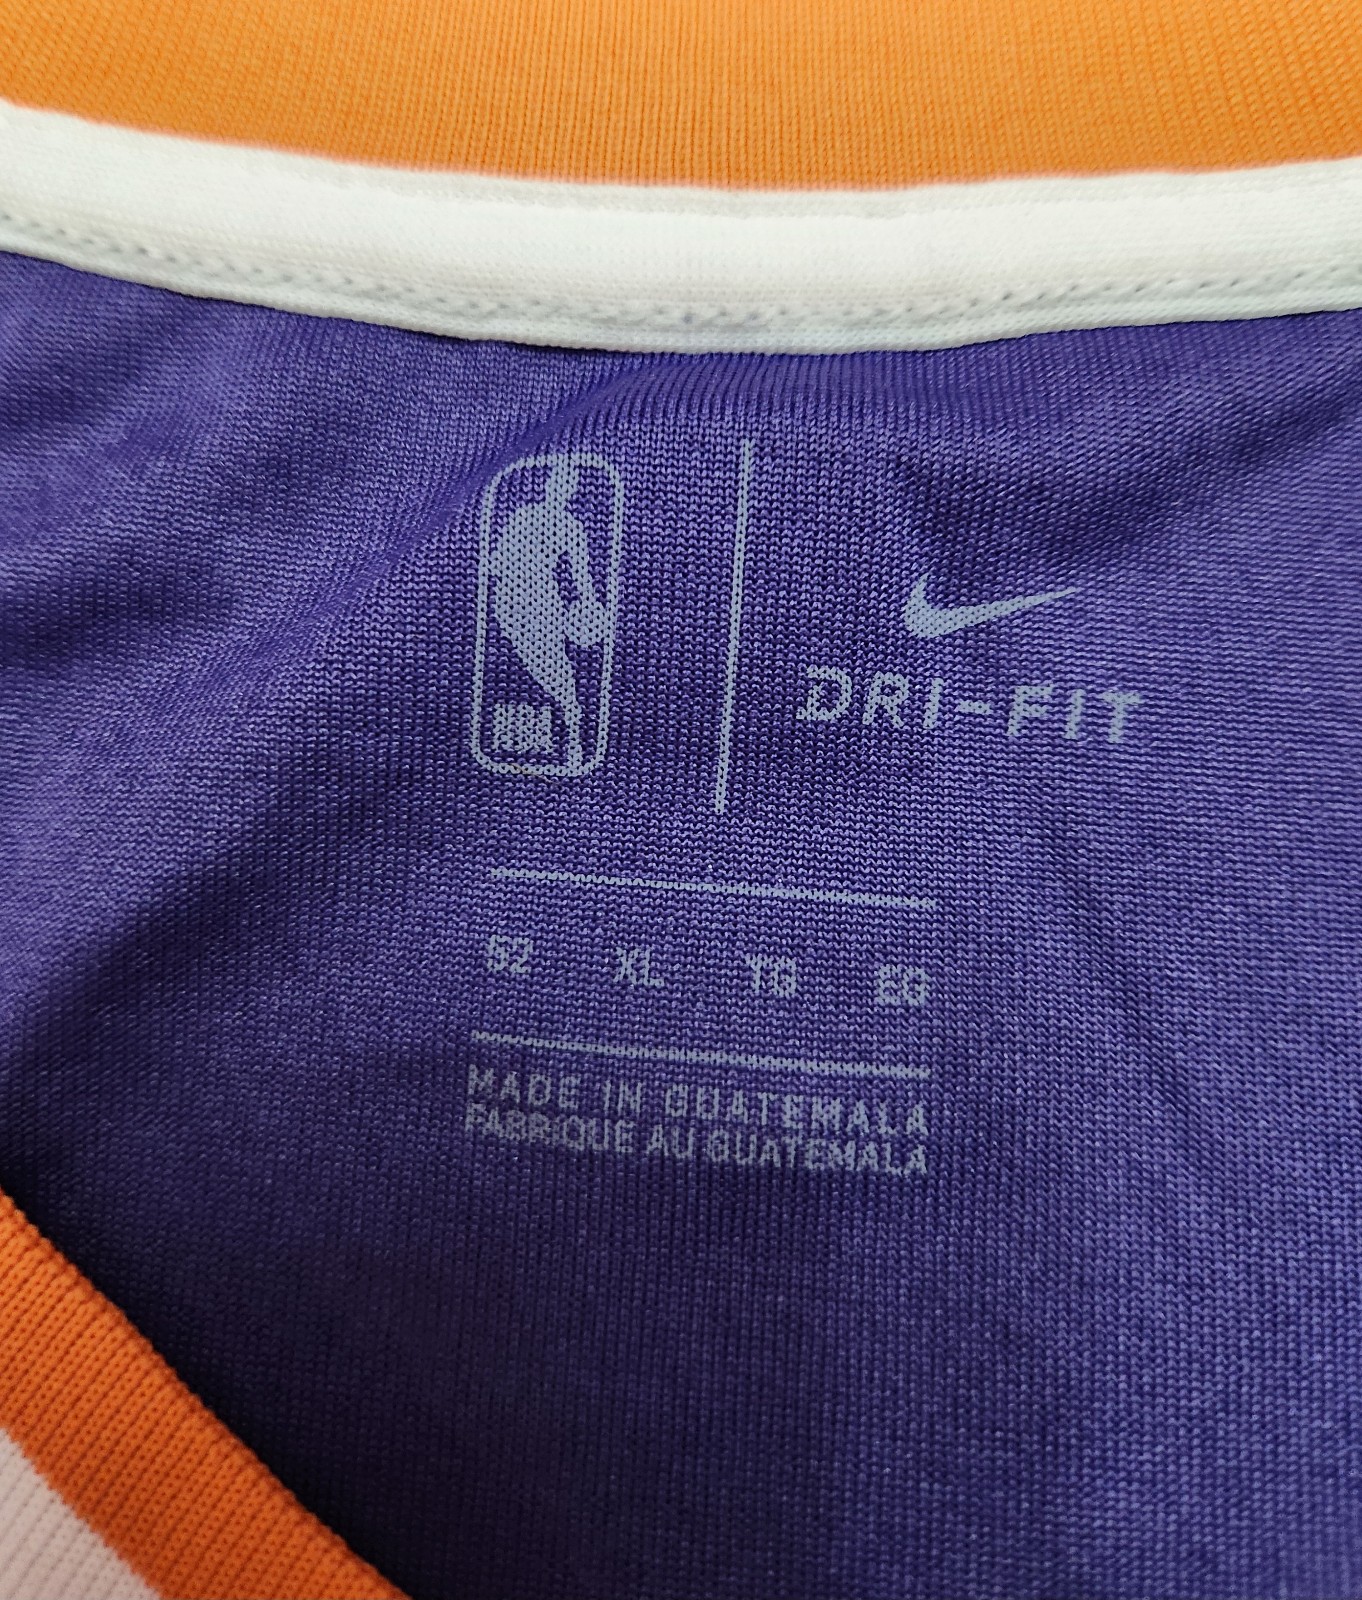 NBA
DRI-FIT
52 XL TG EG
MADE IN GUATEMALA
FABRIQUE AU GUATEMALA